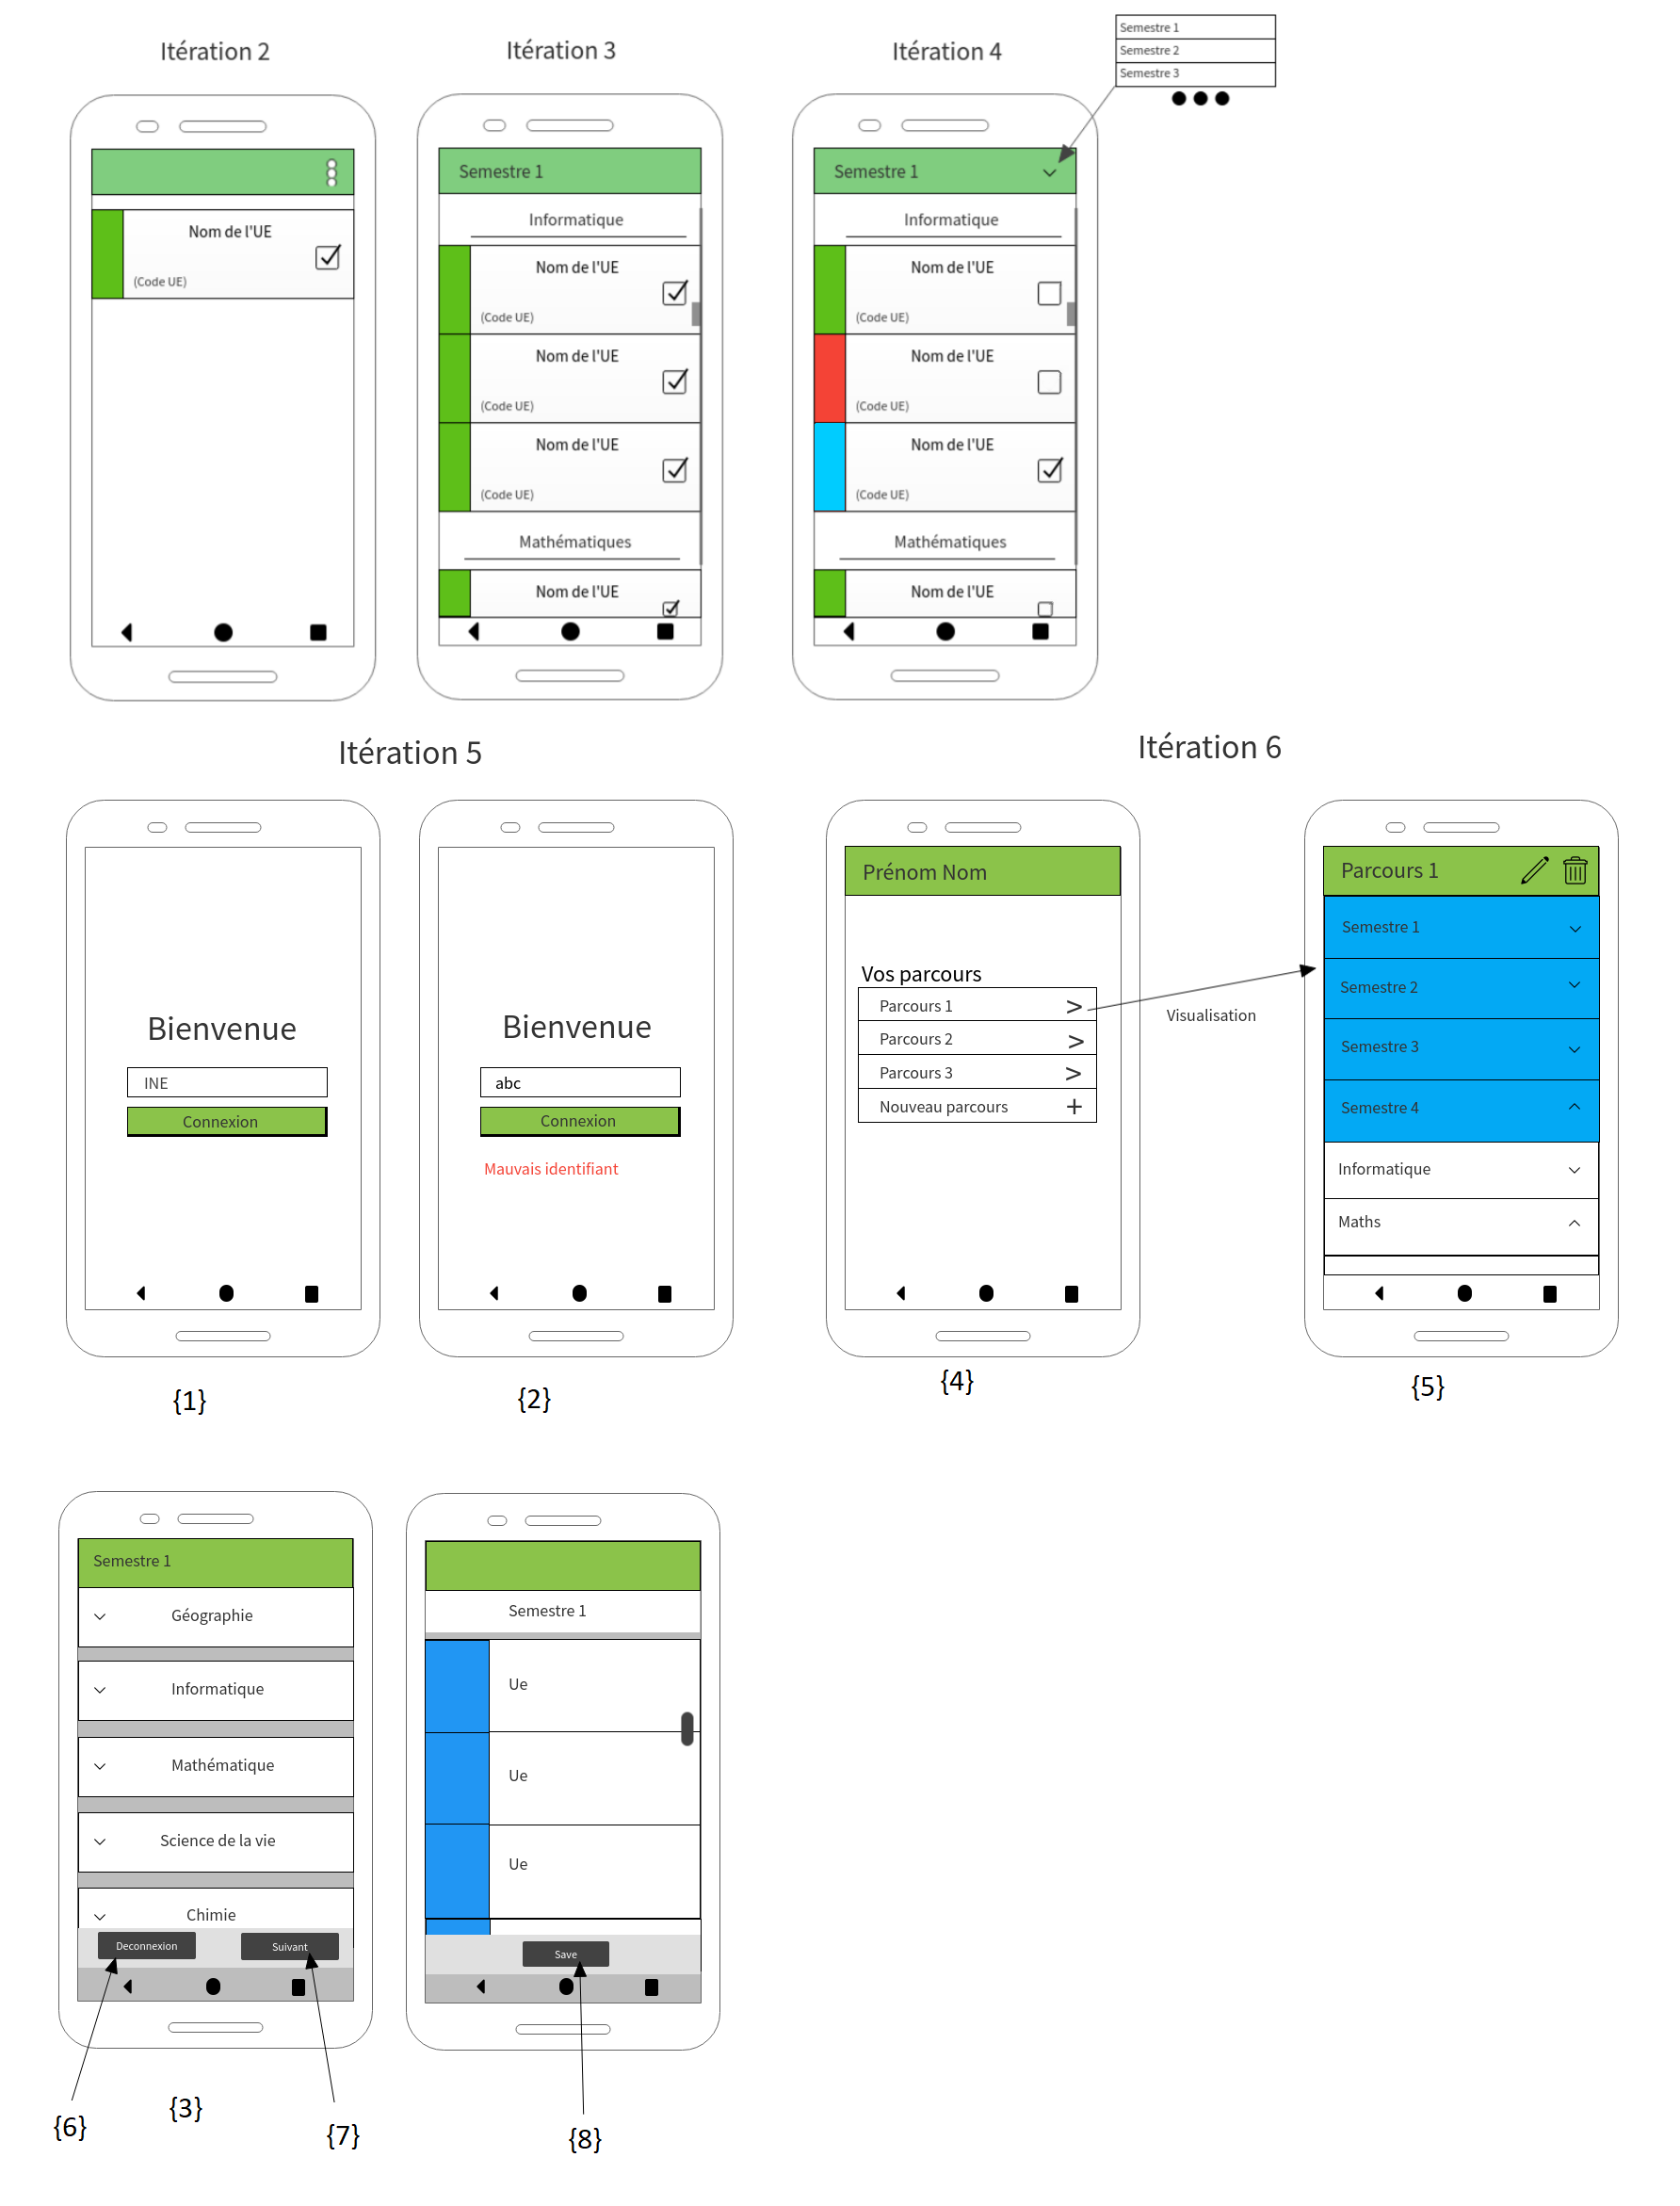 Itération 2
Itération 3
Itération 4
Semestre 1
Semestre 2
Semestre 3
Nom de l'UE
(Code UE)
Semestre 1
Informatique
Nom de l'UE
(Code UE)
Nom de l'UE
(Code UE)
Nom de l'UE
(Code UE)
Mathématiques
Nom de l'UE
Semestre 1
Informatique
Nom de l'UE
(Code UE)
Nom de l'UE
(Code UE)
Nom de l'UE
(Code UE)
Mathématiques
Nom de l'UE
Itération 5
Itération 6
Bienvenue
INE
Connexion
{1}
Bienvenue
abc
Connexion
Mauvais identifiant
{2}
Prénom Nom
Vos parcours
Parcours 1 >
Parcours 2 >
Parcours 3 >
Nouveau parcours +
{4}
Visualisation
Parcours 1
Semestre 1
Semestre 2
Semestre 3
Semestre 4
Informatique
Maths
{5}
Semestre 1
Géographie
Informatique
Mathématique
Science de la vie
Chimie
Deconnexion
Suivant
{6}
{3}
{7}
Semestre 1
Ue
Ue
Ue
Save
{8}